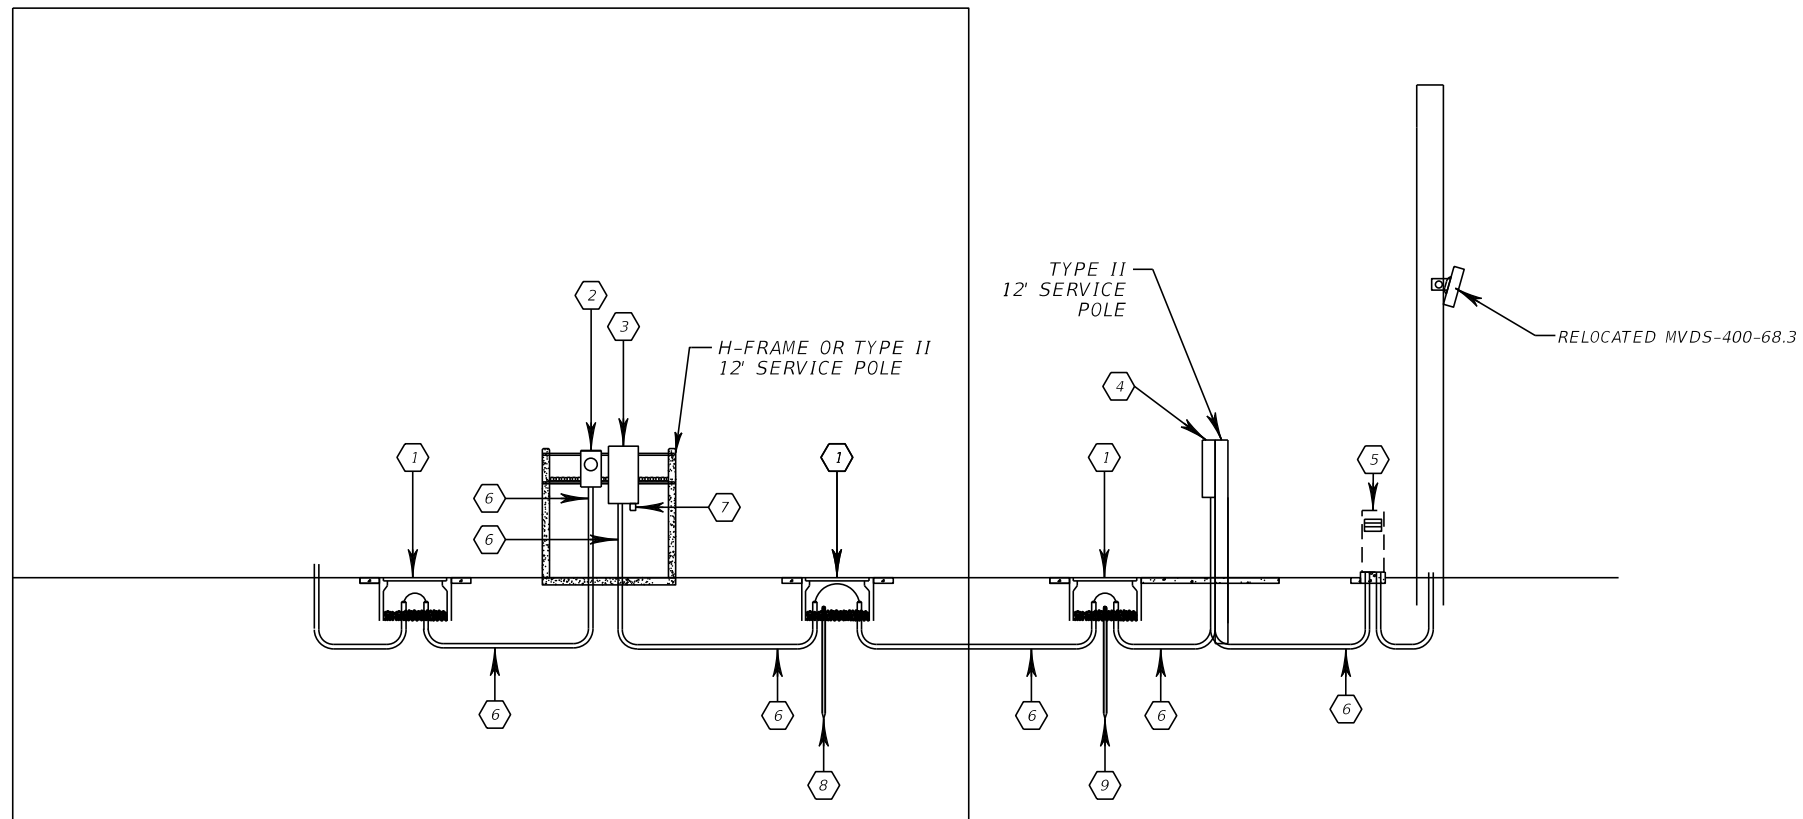 TYPE II
12' SERVICE
POLE
2
3
RELOCATED MVDS-400-68.3
H-FRAME OR TYPE II
12' SERVICE POLE
4
1
1
1
5
6
7
6
6
6
6
6
6
8
9